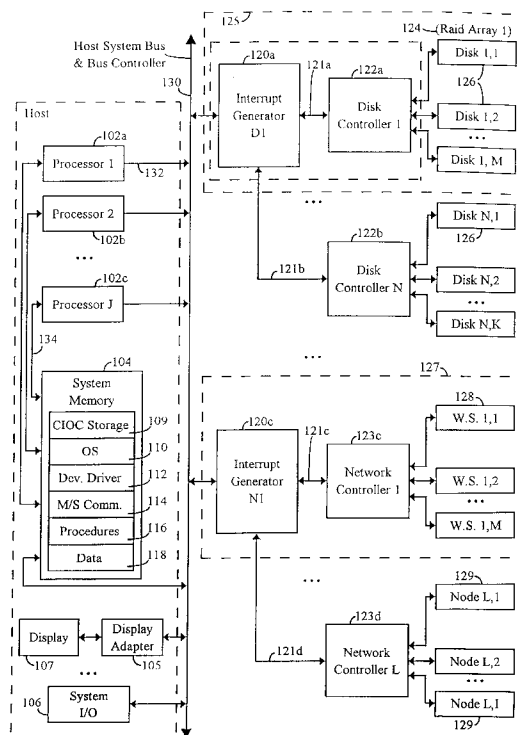 Host System Bus
& Bus Controller
130
125
124 (Raid Array 1)
120a
121a
122a
Interrupt
Generator
D1
Disk
Controller 1
Disk 1,1
126
Disk 1,2
...
Disk 1,M
Host
102a
Processor 1
132
Processor 2
102b
...
102c
Processor J
134
104
System
Memory
CIOC Storage
109
OS
110
Dev. Driver
112
M/S Comm.
114
Procedures
116
Data
118
Display
107
Display
Adapter
105
...
106
System
I/O
...
122b
121b
Disk
Controller N
Disk N,1
126
Disk N,2
...
Disk N,K
...
127
120c
121c
123c
Interrupt
Generator
N1
Network
Controller 1
128
W.S. 1,1
W.S. 1,2
...
W.S. 1,M
...
123d
121d
Network
Controller L
129
Node L,1
Node L,2
...
Node L,I
129